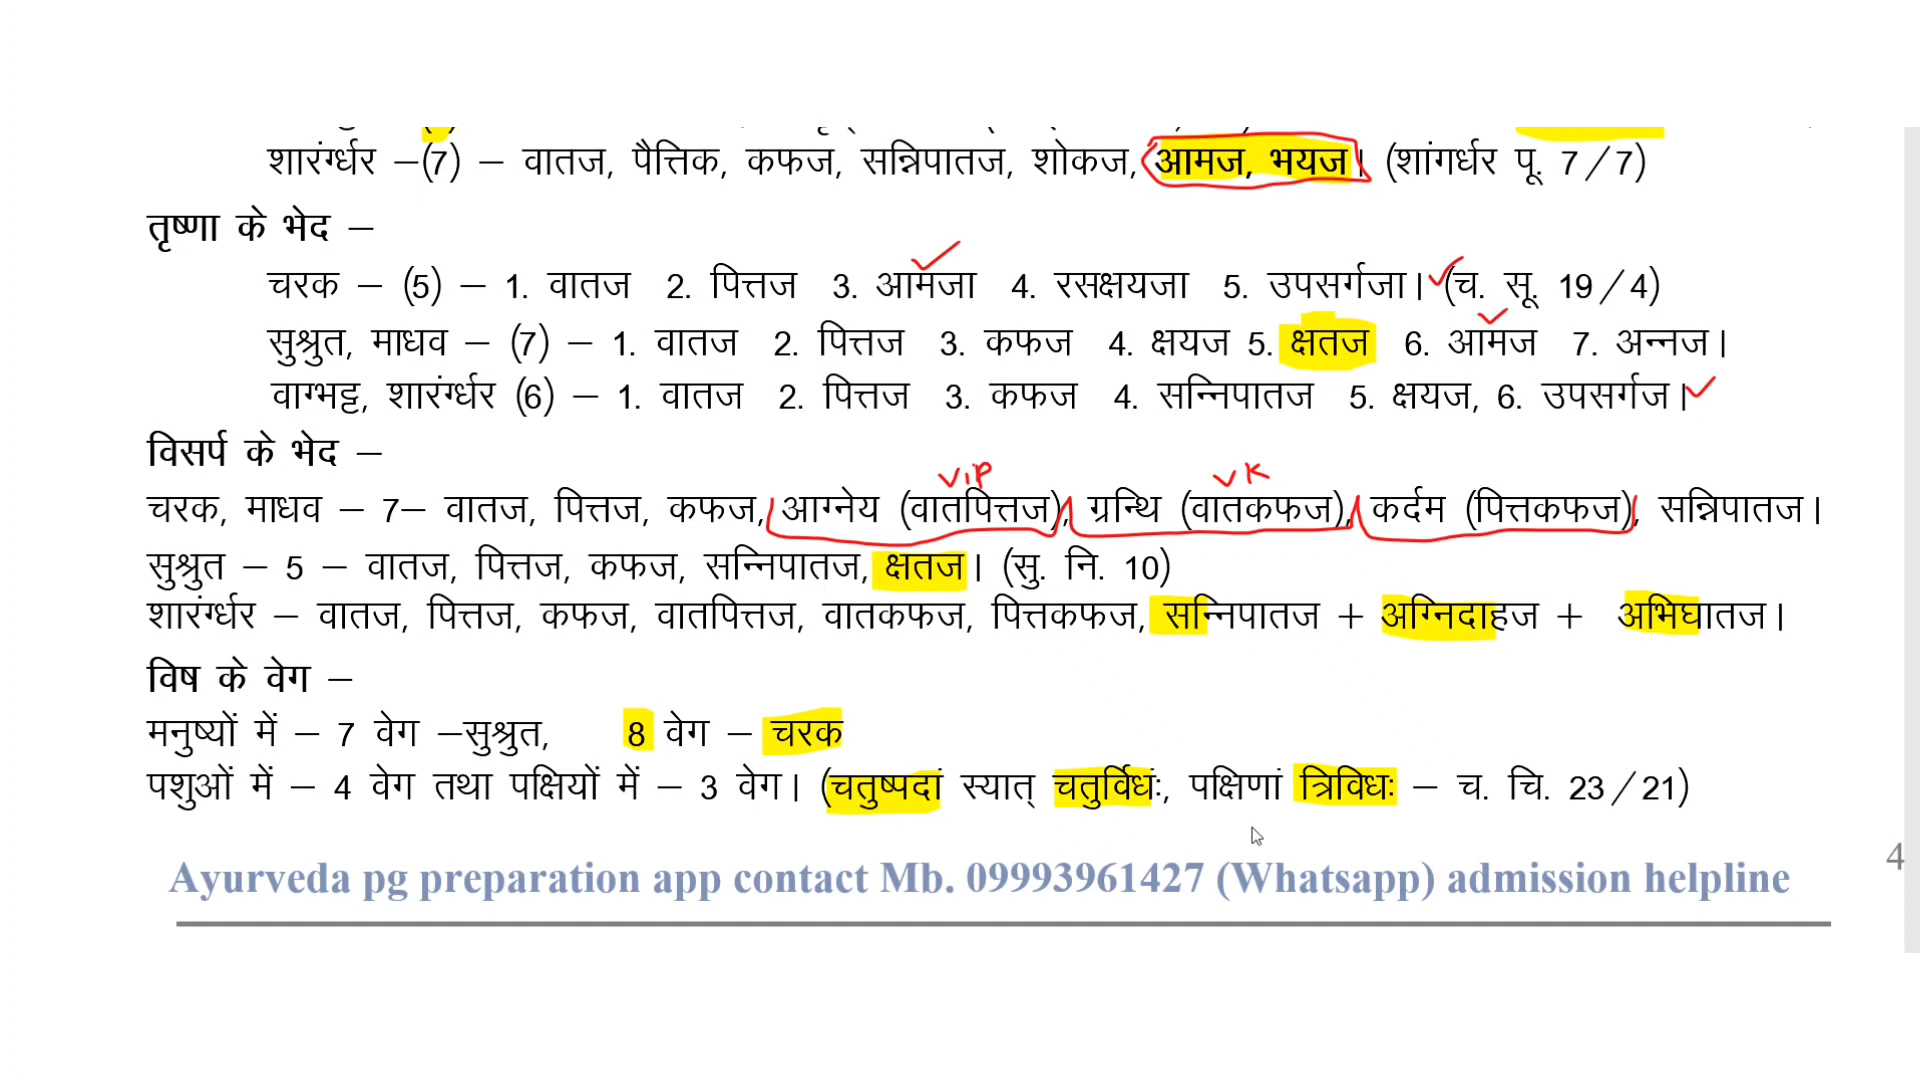 शारंर्ग्धर –(7) – वातज, पैत्तिक, कफज, सन्निपातज, शोकज, आमज, भयज। (शांगर्धर पू. 7/7)
तृष्णा के भेद –
चरक – (5) – 1. वातज 2. पित्तज 3. आमजा 4. रसक्षयजा 5. उपसर्गजा। (च. सू. 19/4)
सुश्रुत, माधव – (7) – 1. वातज 2. पित्तज 3. कफज 4. क्षयज 5. क्षतज 6. आमज 7. अन्नज।
वाग्भट्ट, शारंर्ग्धर (6) – 1. वातज 2. पित्तज 3. कफज 4. सन्निपातज 5. क्षयज, 6. उपसर्गज।
विसर्प के भेद –
V1P VK
चरक, माधव – 7– वातज, पित्तज, कफज, आग्नेय (वातपित्तज), ग्रन्थि (वातकफज), कर्दम (पित्तकफज), सन्निपातज।
सुश्रुत – 5 – वातज, पित्तज, कफज, सन्निपातज, क्षतज। (सु. नि. 10)
शारंर्ग्धर – वातज, पित्तज, कफज, वातपित्तज, वातकफज, पित्तकफज, सन्निपातज + अग्निदाहज + अभिघातज।
विष के वेग –
मनुष्यों में – 7 वेग –सुश्रुत, 8 वेग – चरक
पशुओं में – 4 वेग तथा पक्षियों में – 3 वेग। (चतुष्पदां स्यात् चतुर्विधंः, पक्षिणां त्रिविधः – च. चि. 23/21)
Ayurveda pg preparation app contact Mb. 09993961427 (Whatsapp) admission helpline
4